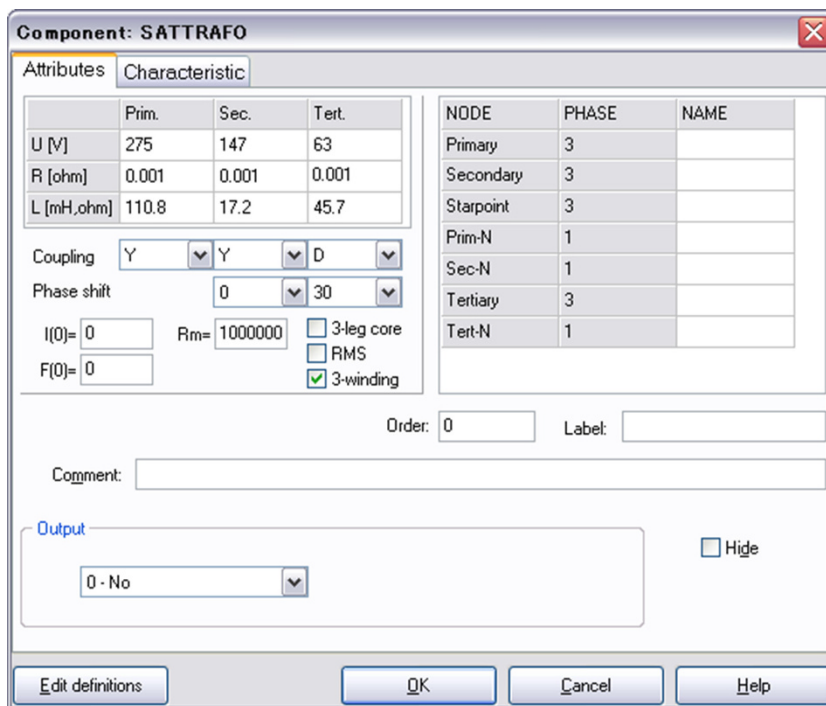 Component: SATTRAFO
Attributes Characteristic
Prim. Sec. Tert.
U [V] 275 147 63
R [ohm] 0.001 0.001 0.001
L [mH,ohm] 110.8 17.2 45.7
Coupling Y Y D
Phase shift 0 30
I(0)= 0 Rm= 1000000 3-leg core
RMS
F(0)= 0
3-winding
NODE PHASE NAME
Primary 3
Secondary 3
Starpoint 3
Prim-N 1
Sec-N 1
Tertiary 3
Tert-N 1
Order: 0 Label:
Comment:
Output
Hide
0 - No
Edit definitions OK Cancel Help